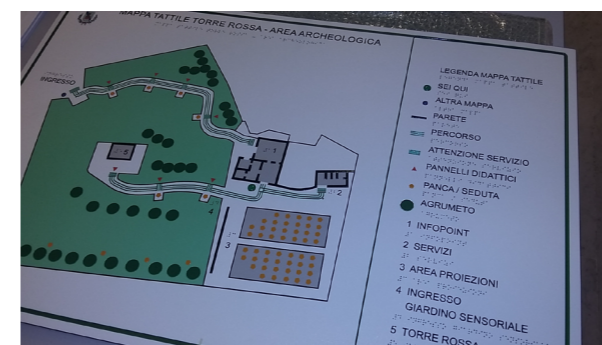 MAPPA TATTILE TORRE ROSSA - AREA ARCHEOLOGICA
INGRESSO
1
2
3
4
5
LEGENDA MAPPA TATTILE
SEI QUI
ALTRA MAPPA
PARETE
PERCORSO
ATTENZIONE SERVIZIO
PANNELLI DIDATTICI
PANCA / SEDUTA
AGRUMETO
1 INFOPOINT
2 SERVIZI
3 AREA PROIEZIONI
4 INGRESSO
GIARDINO SENSORIALE
5 TORRE ROSSA